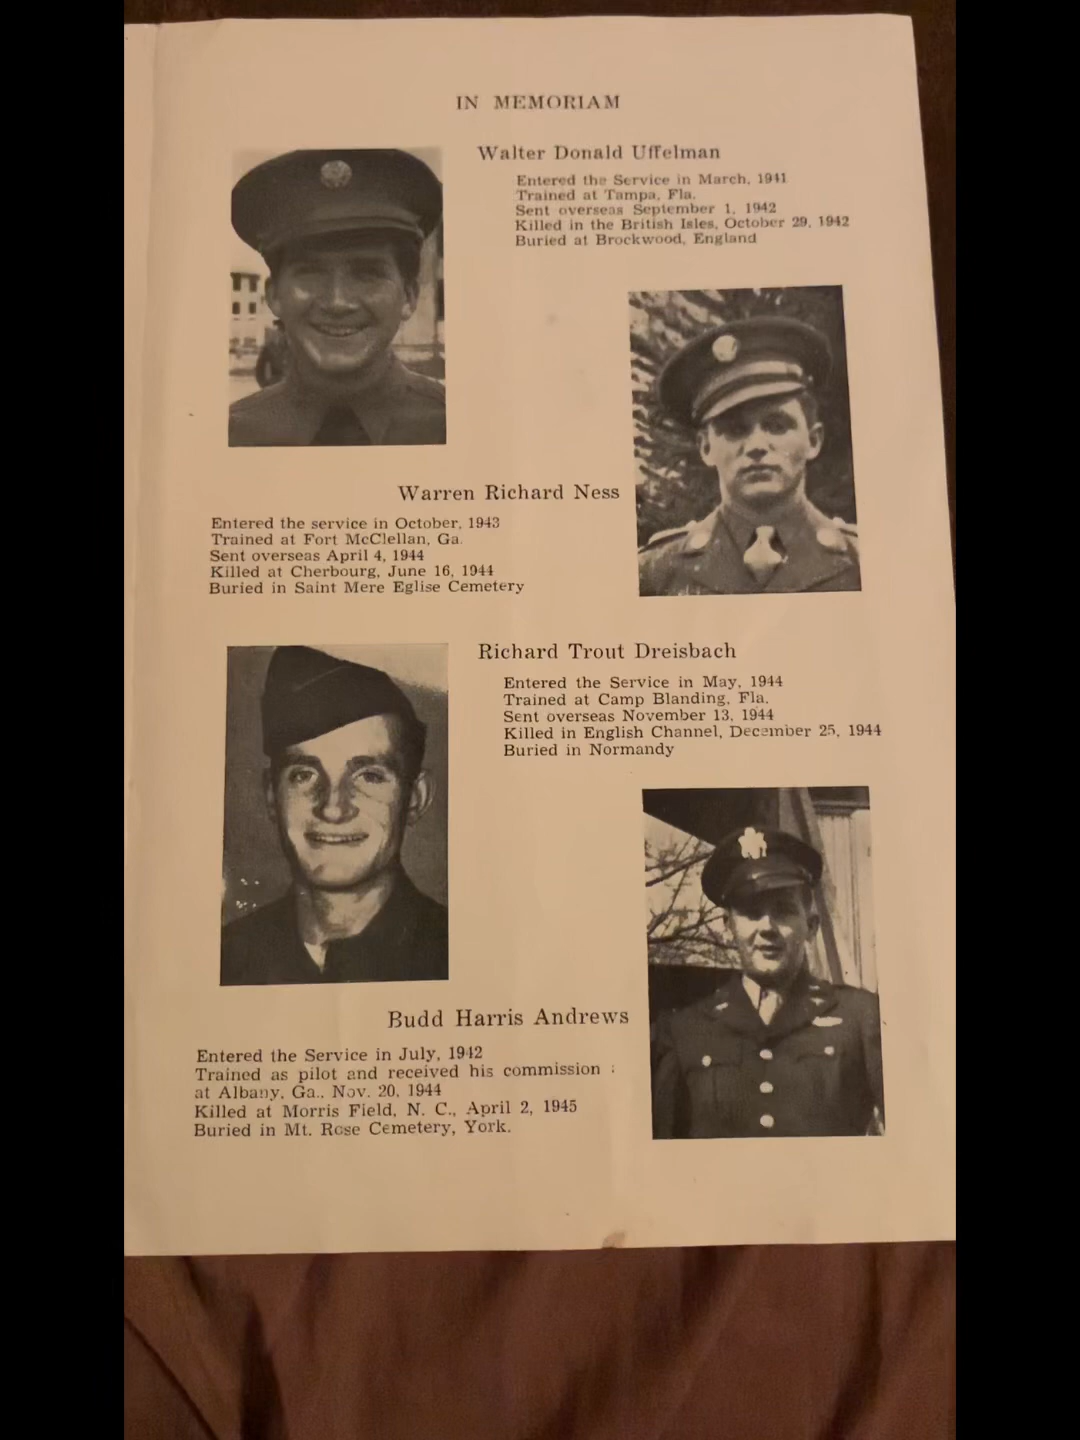 IN MEMORIAM
Walter Donald Uffelman
Entered the Service in March, 1941
Trained at Tampa, Fla.
Sent overseas September 1, 1942
Killed in the British Isles, October 29, 1942
Buried at Brockwood, England
Warren Richard Ness
Entered the service in October, 1943
Trained at Fort McClellan, Ga.
Sent overseas April 4, 1944
Killed at Cherbourg, June 16, 1944
Buried in Saint Mere Eglise Cemetery
Richard Trout Dreisbach
Entered the Service in May, 1944
Trained at Camp Blanding, Fla.
Sent overseas November 13, 1944
Killed in English Channel, December 25, 1944
Buried in Normandy
Budd Harris Andrews
Entered the Service in July, 1942
Trained as pilot and received his commission
at Albany, Ga., Nov. 20, 1944
Killed at Morris Field, N. C., April 2, 1945
Buried in Mt. Rose Cemetery, York.